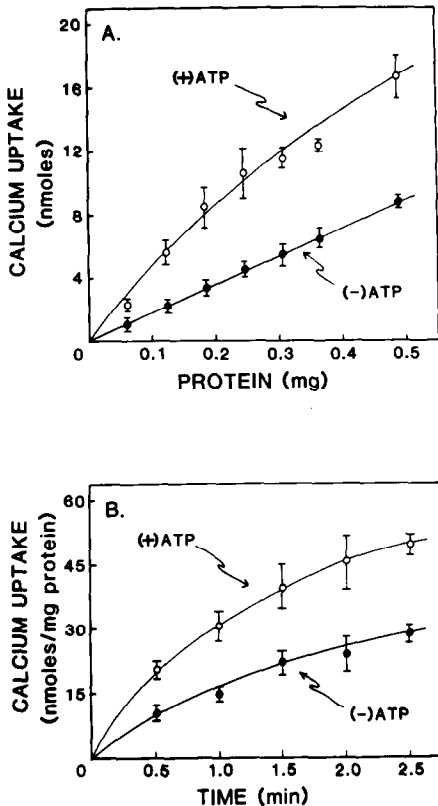 A.
20
16
12
8
4
CALCIUM UPTAKE
(nmoles)
(+)ATP
(-)ATP
0 0.1 0.2 0.3 0.4 0.5
PROTEIN (mg)
B.
60
45
30
15
CALCIUM UPTAKE
(nmoles/mg protein)
(+)ATP
(-)ATP
0 0.5 1.0 1.5 2.0 2.5
TIME (min)